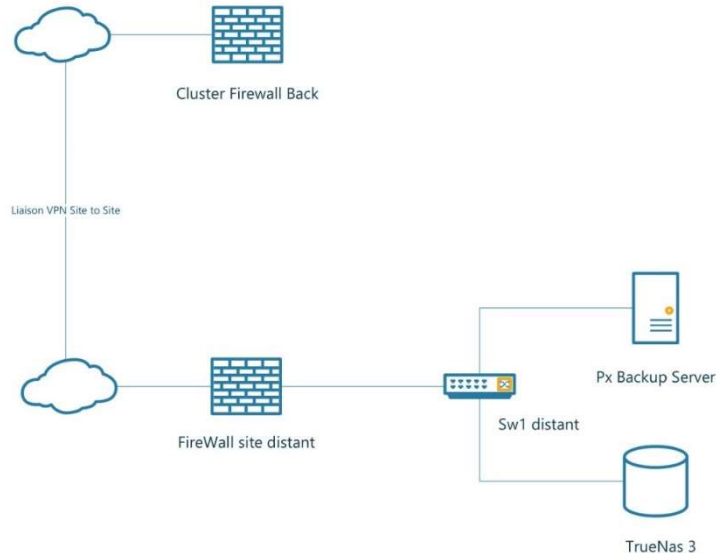 Cluster Firewall Back
Liaison VPN Site to Site
Px Backup Server
Sw1 distant
FireWall site distant
TrueNas 3